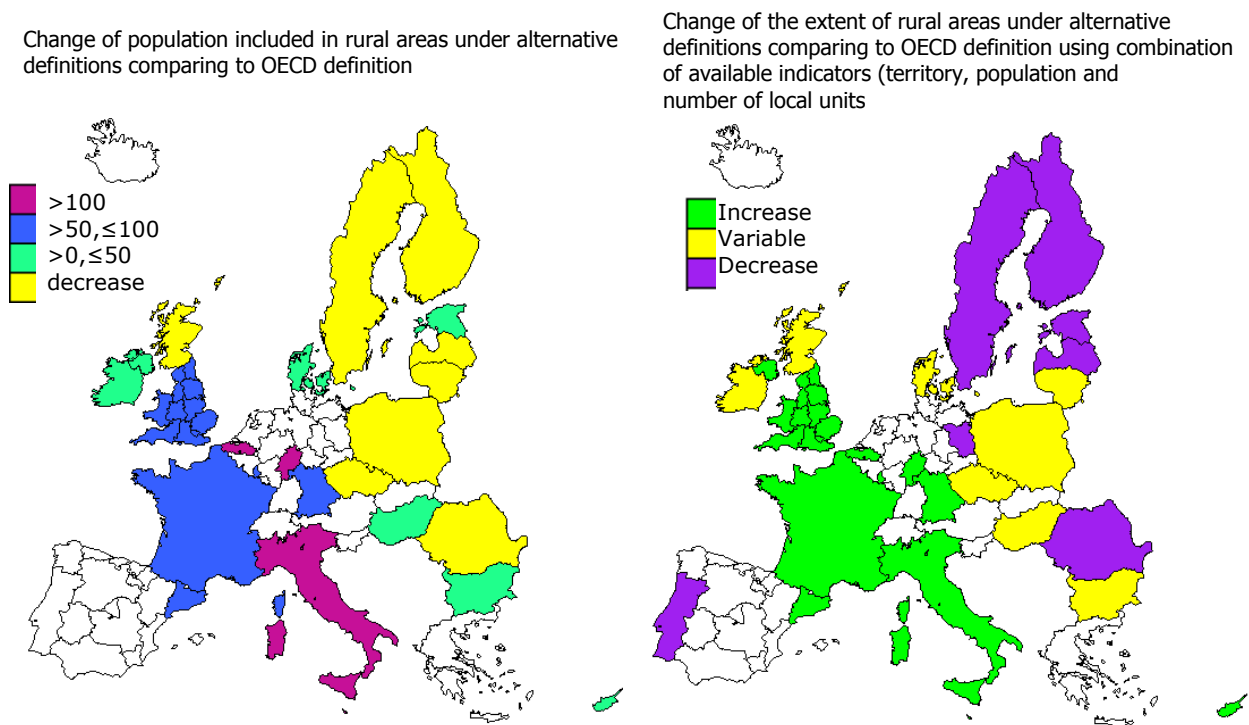 Change of population included in rural areas under alternative
definitions comparing to OECD definition
>100
>50,≤100
>0,≤50
decrease
Change of the extent of rural areas under alternative
definitions comparing to OECD definition using combination
of available indicators (territory, population and
number of local units
Increase
Variable
Decrease